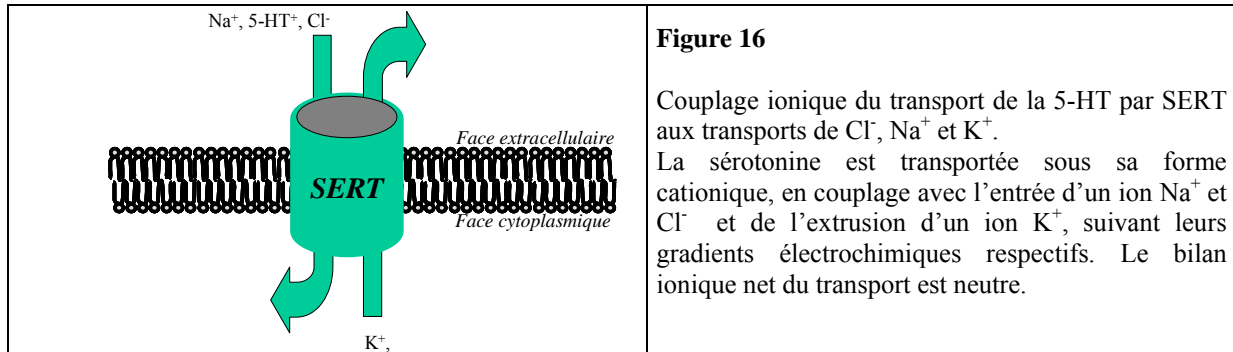 Na⁺, 5-HT⁺, Cl⁻
Face extracellulaire
SERT
Face cytoplasmique
K⁺,
Figure 16
Couplage ionique du transport de la 5-HT par SERT
aux transports de Cl⁻, Na⁺ et K⁺.
La sérotonine est transportée sous sa forme
cationique, en couplage avec l’entrée d’un ion Na⁺ et
Cl⁻ et de l’extrusion d’un ion K⁺, suivant leurs
gradients électrochimiques respectifs. Le bilan
ionique net du transport est neutre.